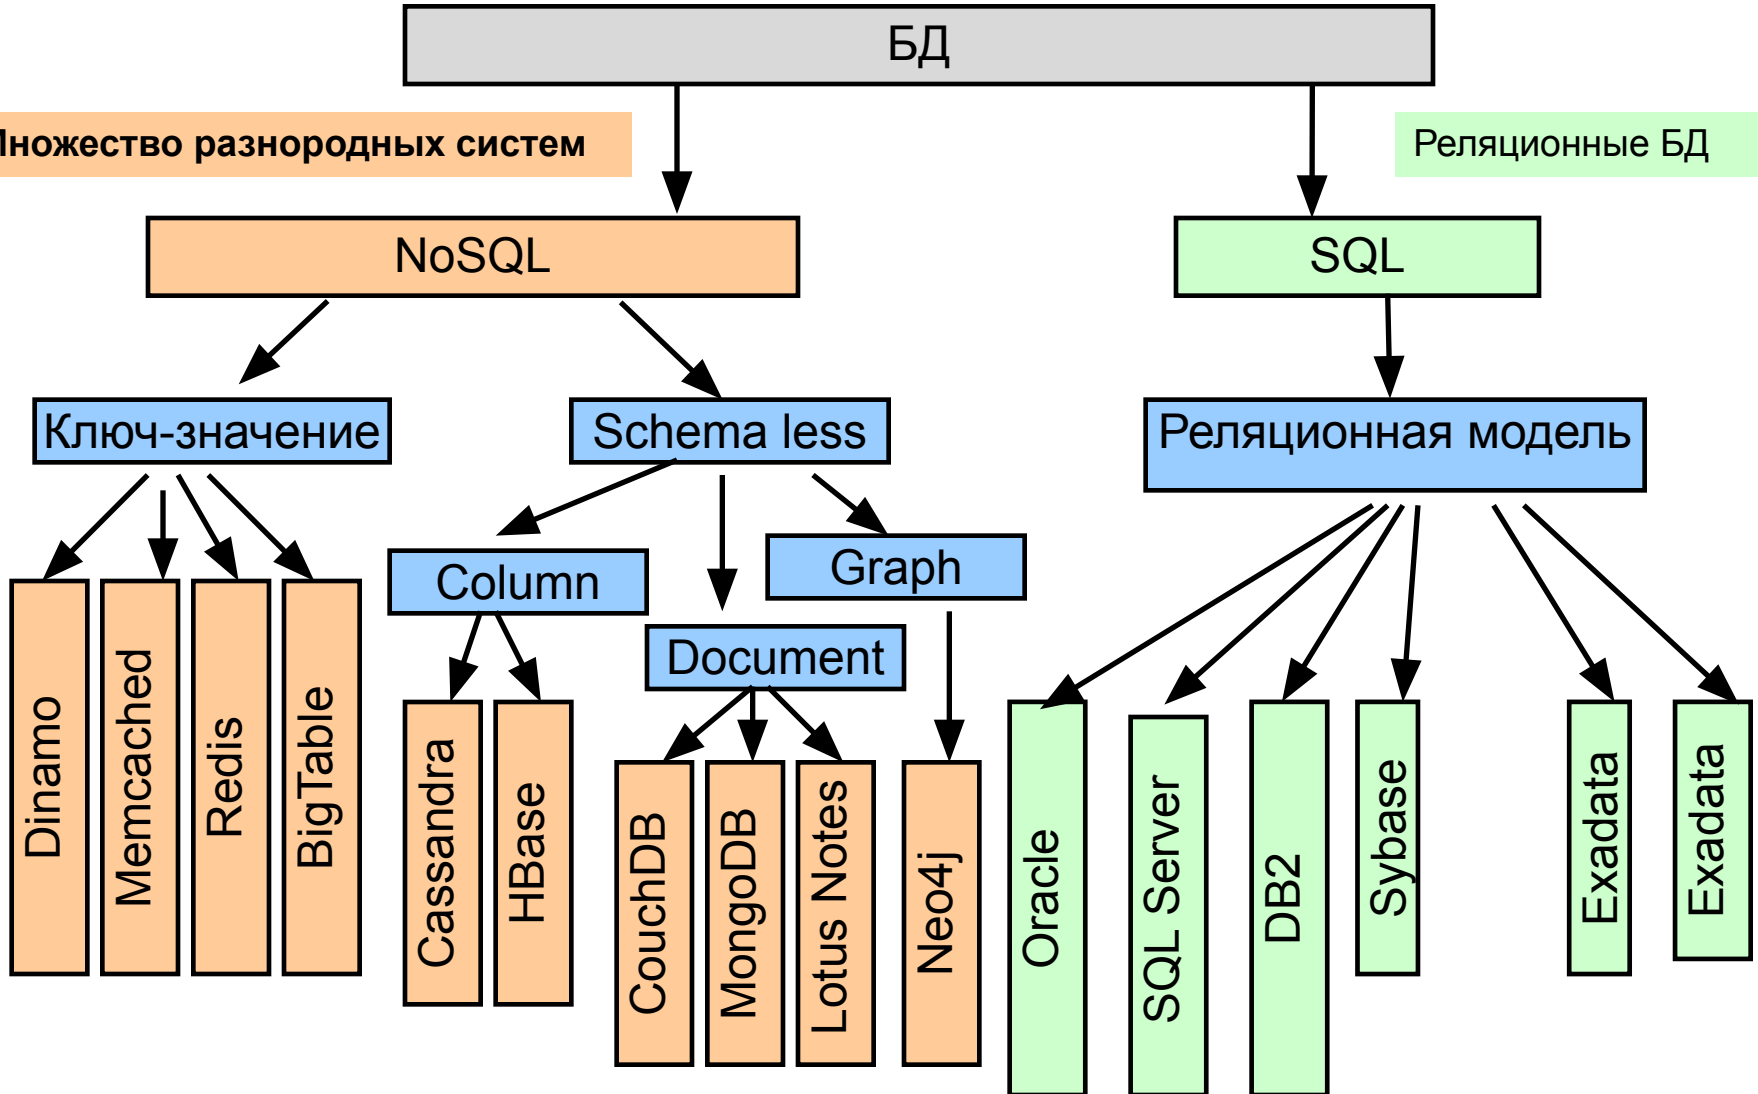 БД
Множество разнородных систем
Реляционные БД
NoSQL
SQL
Ключ-значение
Schema less
Реляционная модель
Column
Graph
Document
Dinamo
Memcached
Redis
BigTable
Cassandra
HBase
CouchDB
MongoDB
Lotus Notes
Neo4j
Oracle
SQL Server
DB2
Sybase
Exadata
Exadata